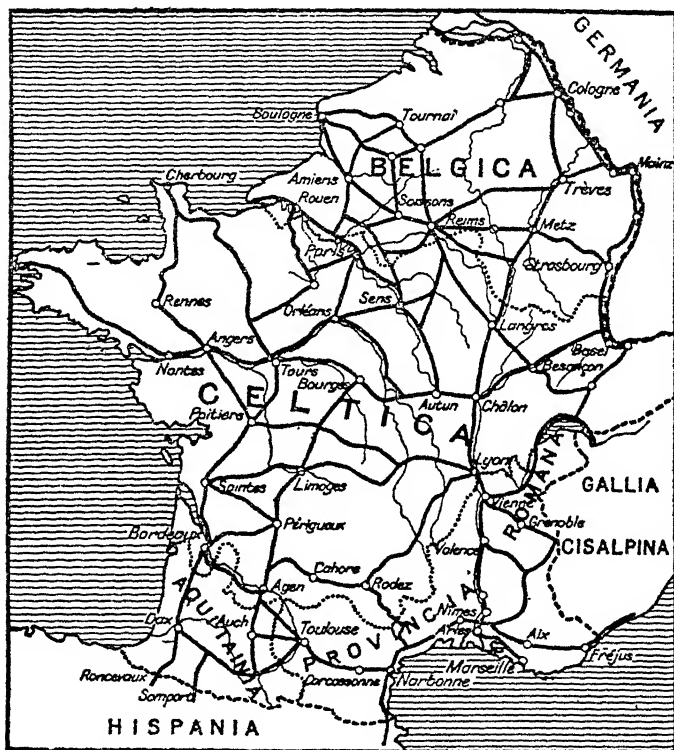 GERMANIA
Cologne
Boulogne
Tournai
BELGICA
Mainz
Cherbourg
Amiens
Rouen
Trèves
Soissons
Reims
Metz
Paris
Strasbourg
Rennes
Orléans
Sens
Langres
Angers
Basel
Nantes
Tours
Bourges
Besançon
CELTICA
Autun
Châlon
Poitiers
Lyon
GALLIA
CISALPINA
Saintes
Limoges
Vienne
Grenoble
Périgueux
Bordeaux
Valence
Cahors
Rodez
Agen
AQUITAINIA
PROVINCIA ROMANA
Nîmes
Dax
Auch
Toulouse
Arles
Aix
Fréjus
Marseille
Roncevaux
Somport
Carcassonne
Narbonne
HISPANIA